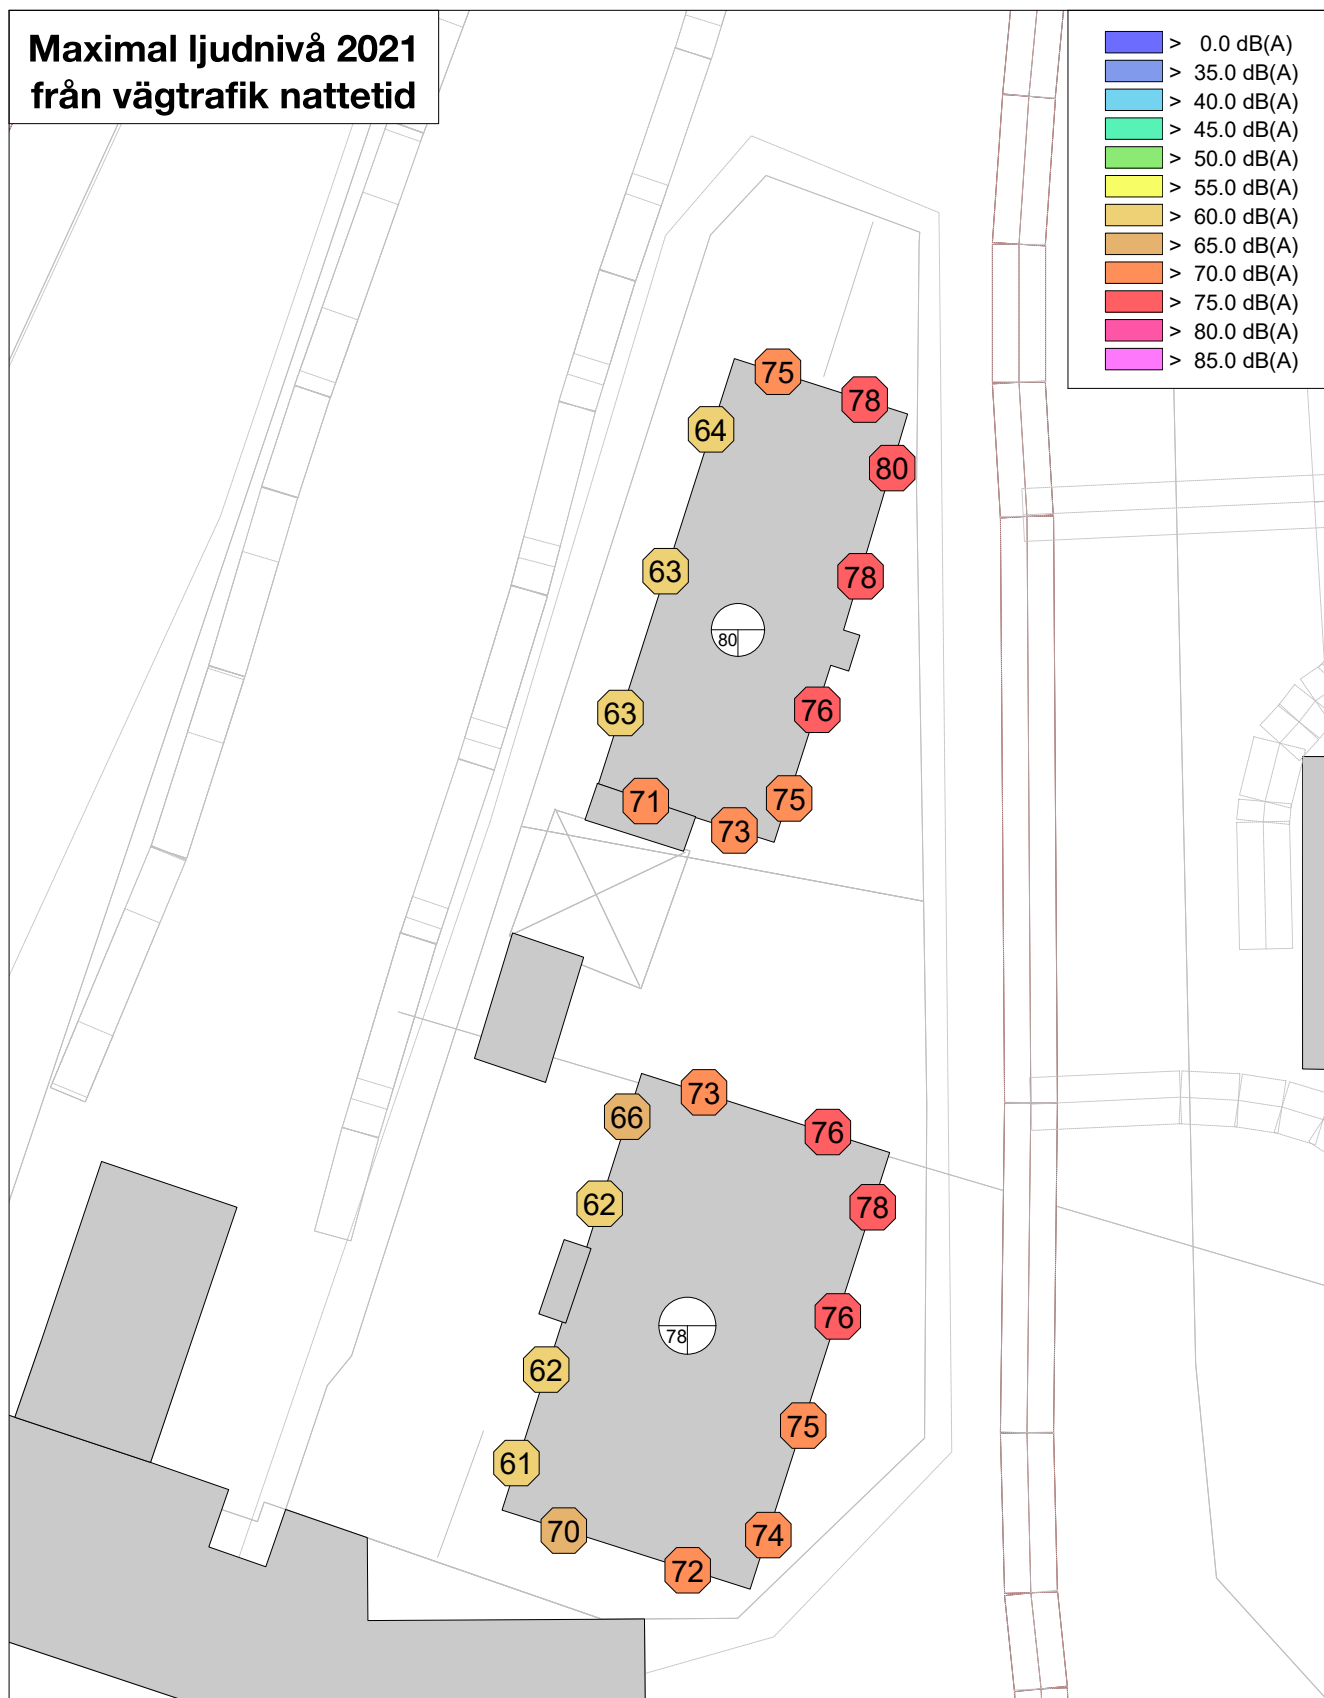 Maximal ljudnivå 2021
från vägtrafik nattetid
> 0.0 dB(A)
> 35.0 dB(A)
> 40.0 dB(A)
> 45.0 dB(A)
> 50.0 dB(A)
> 55.0 dB(A)
> 60.0 dB(A)
> 65.0 dB(A)
> 70.0 dB(A)
> 75.0 dB(A)
> 80.0 dB(A)
> 85.0 dB(A)
75
78
64
80
63
78
80
63
76
71
75
73
73
66
76
62
78
76
78
62
75
61
70
74
72